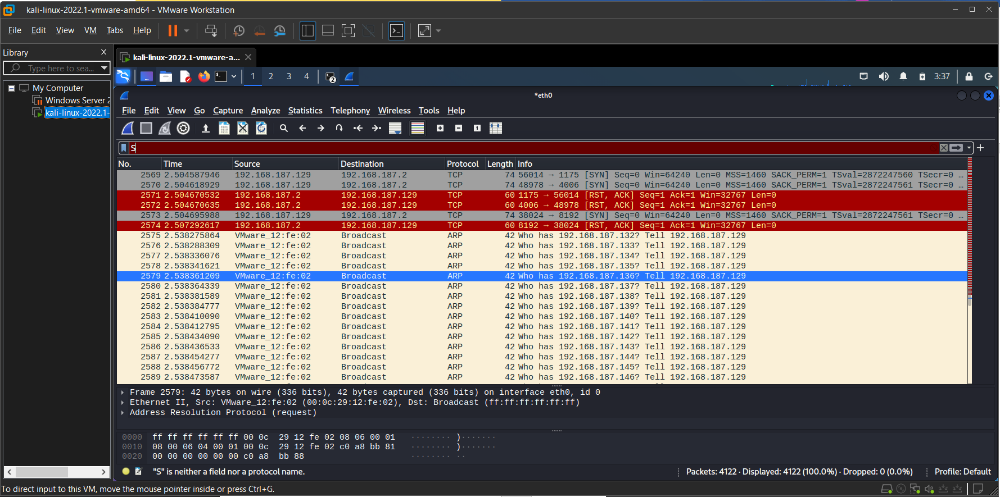 kali-linux-2022.1-vmware-amd64 - VMware Workstation
File Edit View VM Tabs Help
Library
Type here to sea...
My Computer
Windows Server 2
kali-linux-2022.1-
kali-linux-2022.1-vmware-a...
1 2 3 4 2 3:37
*eth0
File Edit View Go Capture Analyze Statistics Telephony Wireless Tools Help
S
No. Time Source Destination Protocol Length Info
2569 2.504587946 192.168.187.129 192.168.187.2 TCP 74 56014 → 1175 [SYN] Seq=0 Win=64240 Len=0 MSS=1460 SACK_PERM=1 TSval=2872247560 TSecr=0 …
2570 2.504618929 192.168.187.129 192.168.187.2 TCP 74 48978 → 4006 [SYN] Seq=0 Win=64240 Len=0 MSS=1460 SACK_PERM=1 TSval=2872247561 TSecr=0 …
2571 2.504670532 192.168.187.2 192.168.187.129 TCP 60 1175 → 56014 [RST, ACK] Seq=1 Ack=1 Win=32767 Len=0
2572 2.504670635 192.168.187.2 192.168.187.129 TCP 60 4006 → 48978 [RST, ACK] Seq=1 Ack=1 Win=32767 Len=0
2573 2.504695988 192.168.187.129 192.168.187.2 TCP 74 38024 → 8192 [SYN] Seq=0 Win=64240 Len=0 MSS=1460 SACK_PERM=1 TSval=2872247561 TSecr=0 …
2574 2.507292617 192.168.187.2 192.168.187.129 TCP 60 8192 → 38024 [RST, ACK] Seq=1 Ack=1 Win=32767 Len=0
2575 2.538275864 VMware_12:fe:02 Broadcast ARP 42 Who has 192.168.187.132? Tell 192.168.187.129
2576 2.538288309 VMware_12:fe:02 Broadcast ARP 42 Who has 192.168.187.133? Tell 192.168.187.129
2577 2.538336076 VMware_12:fe:02 Broadcast ARP 42 Who has 192.168.187.134? Tell 192.168.187.129
2578 2.538341621 VMware_12:fe:02 Broadcast ARP 42 Who has 192.168.187.135? Tell 192.168.187.129
2579 2.538361209 VMware_12:fe:02 Broadcast ARP 42 Who has 192.168.187.136? Tell 192.168.187.129
2580 2.538364339 VMware_12:fe:02 Broadcast ARP 42 Who has 192.168.187.137? Tell 192.168.187.129
2581 2.538381589 VMware_12:fe:02 Broadcast ARP 42 Who has 192.168.187.138? Tell 192.168.187.129
2582 2.538384777 VMware_12:fe:02 Broadcast ARP 42 Who has 192.168.187.139? Tell 192.168.187.129
2583 2.538410090 VMware_12:fe:02 Broadcast ARP 42 Who has 192.168.187.140? Tell 192.168.187.129
2584 2.538412795 VMware_12:fe:02 Broadcast ARP 42 Who has 192.168.187.141? Tell 192.168.187.129
2585 2.538434090 VMware_12:fe:02 Broadcast ARP 42 Who has 192.168.187.142? Tell 192.168.187.129
2586 2.538436533 VMware_12:fe:02 Broadcast ARP 42 Who has 192.168.187.143? Tell 192.168.187.129
2587 2.538454277 VMware_12:fe:02 Broadcast ARP 42 Who has 192.168.187.144? Tell 192.168.187.129
2588 2.538456772 VMware_12:fe:02 Broadcast ARP 42 Who has 192.168.187.145? Tell 192.168.187.129
2589 2.538473587 VMware_12:fe:02 Broadcast ARP 42 Who has 192.168.187.146? Tell 192.168.187.129
Frame 2579: 42 bytes on wire (336 bits), 42 bytes captured (336 bits) on interface eth0, id 0
Ethernet II, Src: VMware_12:fe:02 (00:0c:29:12:fe:02), Dst: Broadcast (ff:ff:ff:ff:ff:ff)
Address Resolution Protocol (request)
0000 ff ff ff ff ff ff 00 0c 29 12 fe 02 08 06 00 01 ········ )·······
0010 08 00 06 04 00 01 00 0c 29 12 fe 02 c0 a8 bb 81 ········ )·······
0020 00 00 00 00 00 00 c0 a8 bb 88 ········ ··
"S" is neither a field nor a protocol name.
Packets: 4122 · Displayed: 4122 (100.0%) · Dropped: 0 (0.0%) Profile: Default
To direct input to this VM, move the mouse pointer inside or press Ctrl+G.